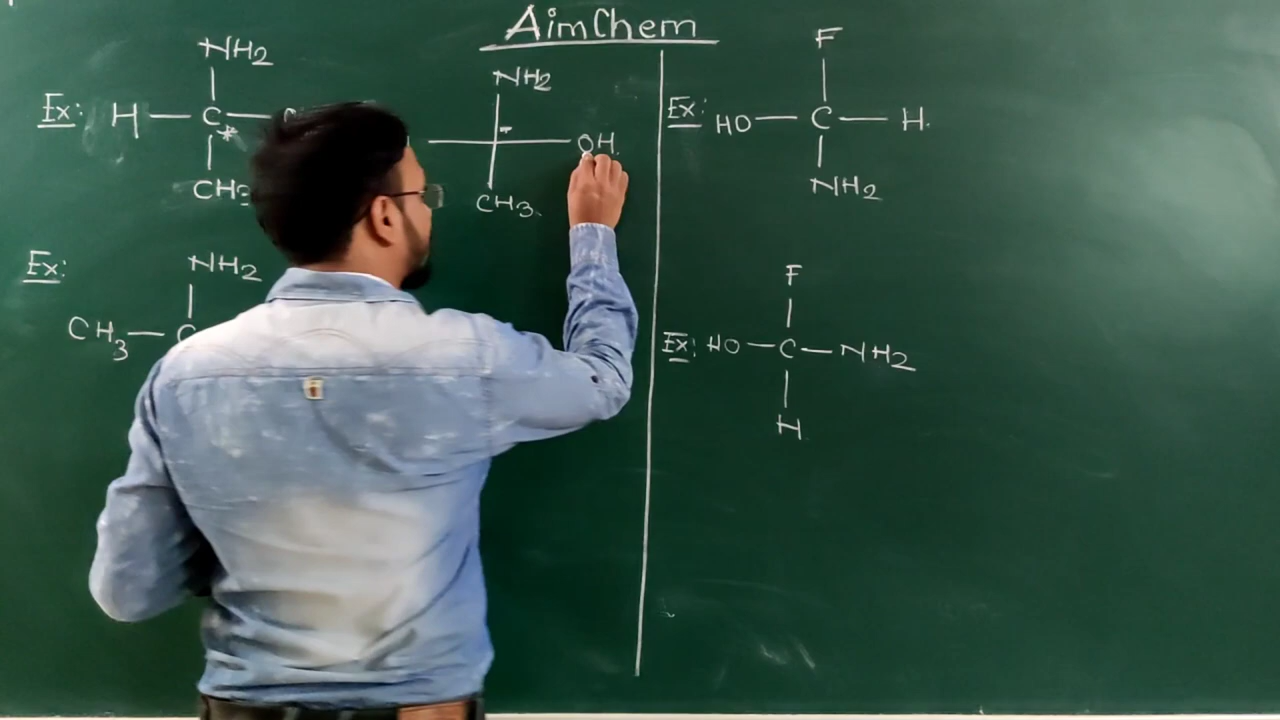 AimChem
Ex:
NH2
H — C —
*
CH3
NH2
OH.
CH3.
Ex:
NH2
CH3 — C
Ex:
F
HO — C — H.
NH2
Ex:
F
HO — C — NH2
H.